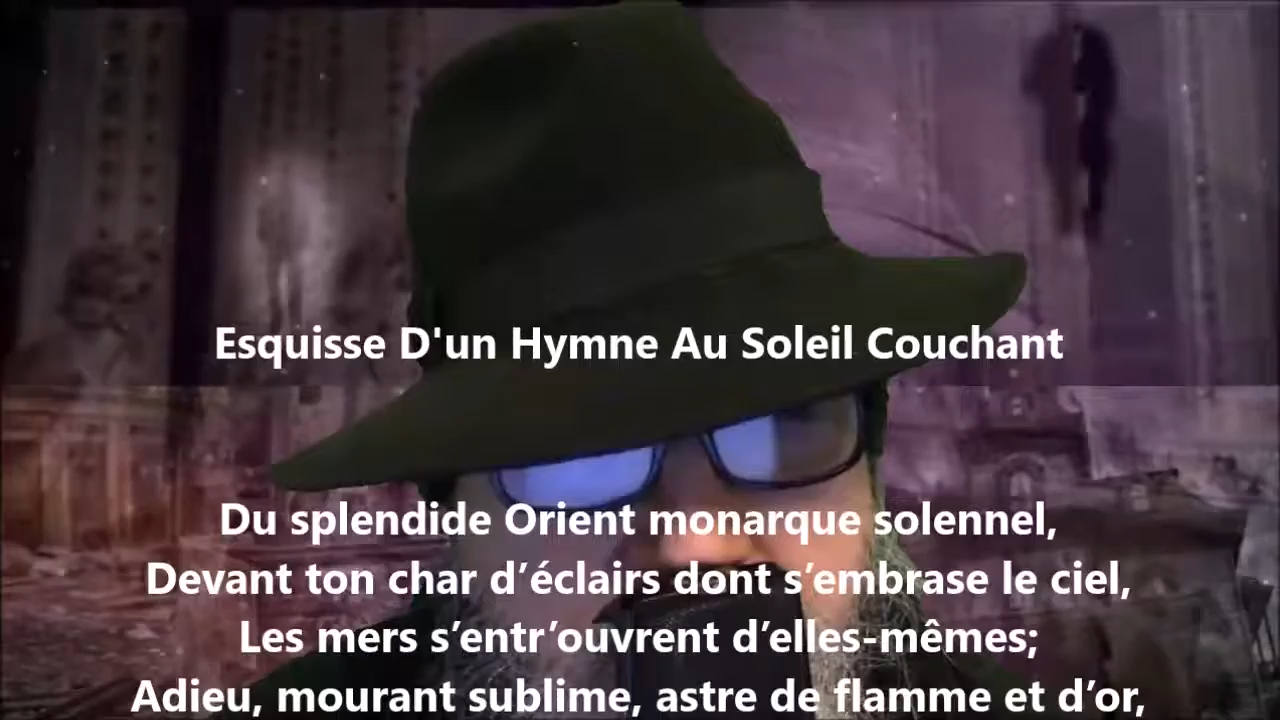 Esquisse D'un Hymne Au Soleil Couchant
Du splendide Orient monarque solennel,
Devant ton char d’éclairs dont s’embrase le ciel,
Les mers s’entr’ouvrent d’elles-mêmes;
Adieu, mourant sublime, astre de flamme et d’or,